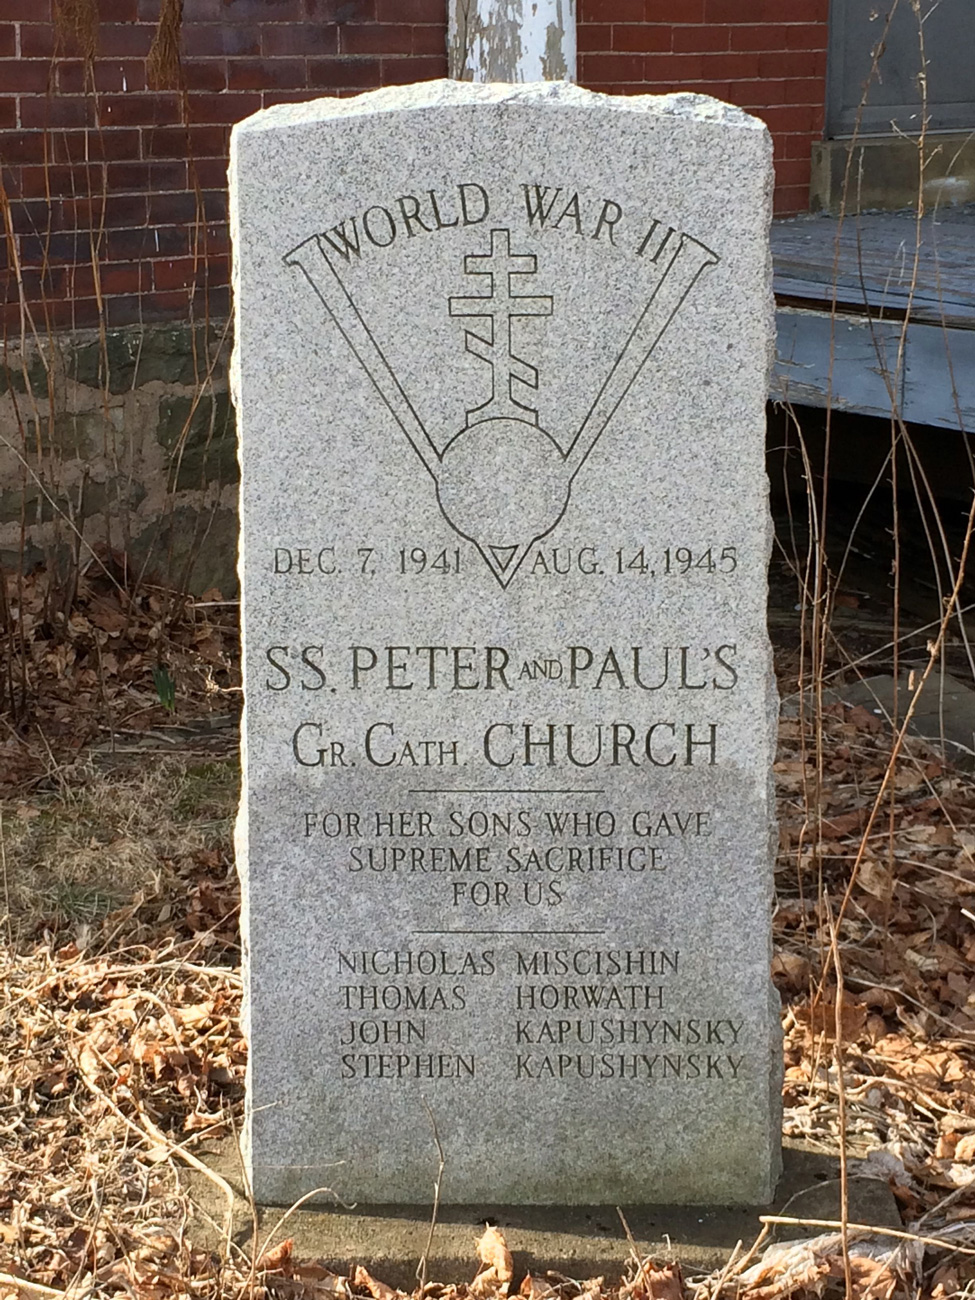 WORLD WAR II
DEC. 7, 1941 AUG. 14, 1945
SS. PETER AND PAUL'S
GR. CATH. CHURCH
FOR HER SONS WHO GAVE
SUPREME SACRIFICE
FOR US
NICHOLAS MISCISHIN
THOMAS HORWATH
JOHN KAPUSHYNSKY
STEPHEN KAPUSHYNSKY